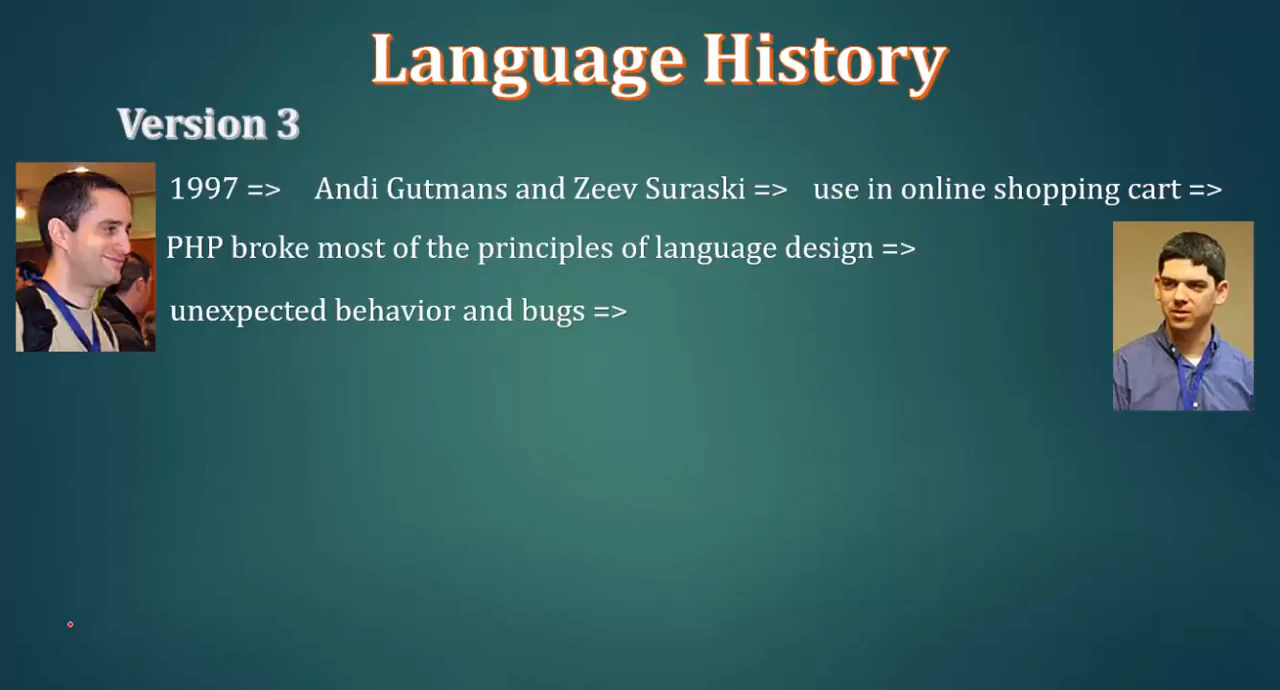 Language History
Version 3
1997 => Andi Gutmans and Zeev Suraski => use in online shopping cart =>
PHP broke most of the principles of language design =>
unexpected behavior and bugs =>